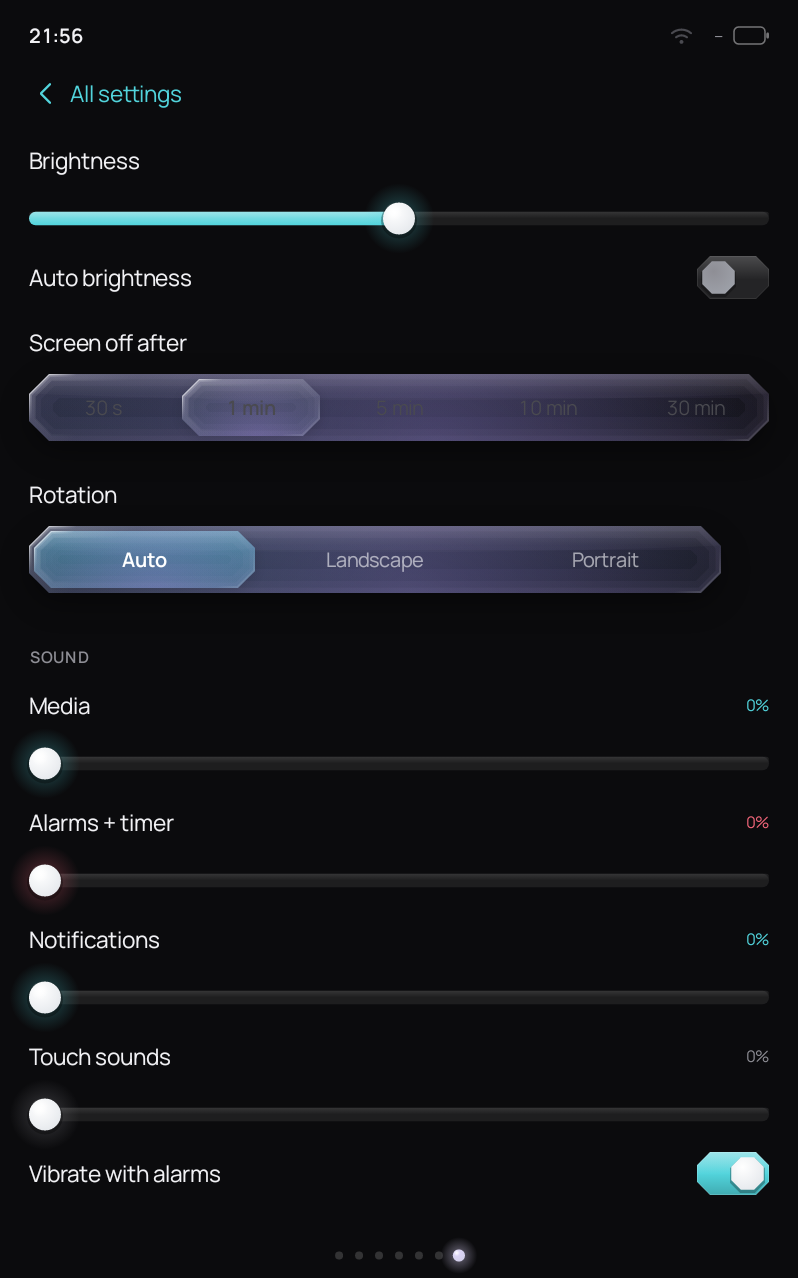 21:56
–
All settings
Brightness
Auto brightness
Screen off after
30 s 1 min 5 min 10 min 30 min
Rotation
Auto Landscape Portrait
SOUND
Media 0%
Alarms + timer 0%
Notifications 0%
Touch sounds 0%
Vibrate with alarms